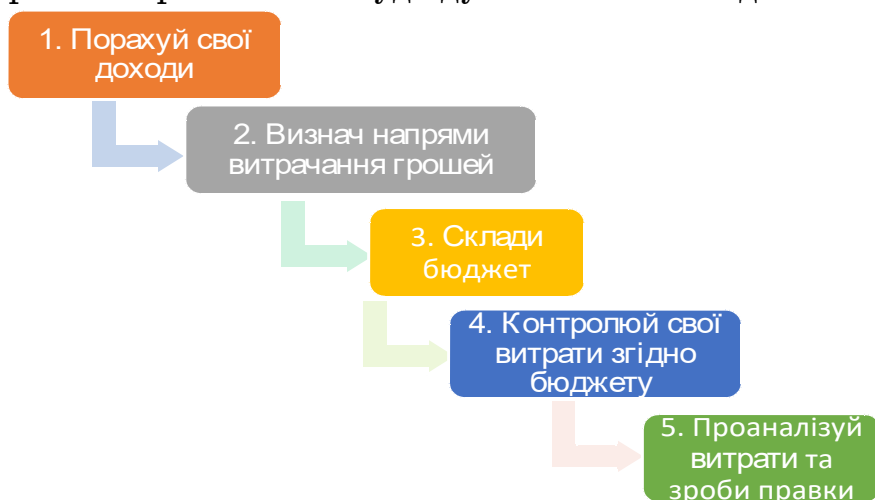 1. Порахуй свої
доходи
2. Визнач напрями
витрачання грошей
3. Склади
бюджет
4. Контролюй свої
витрати згідно
бюджету
5. Проаналізуй
витрати та
зроби правки